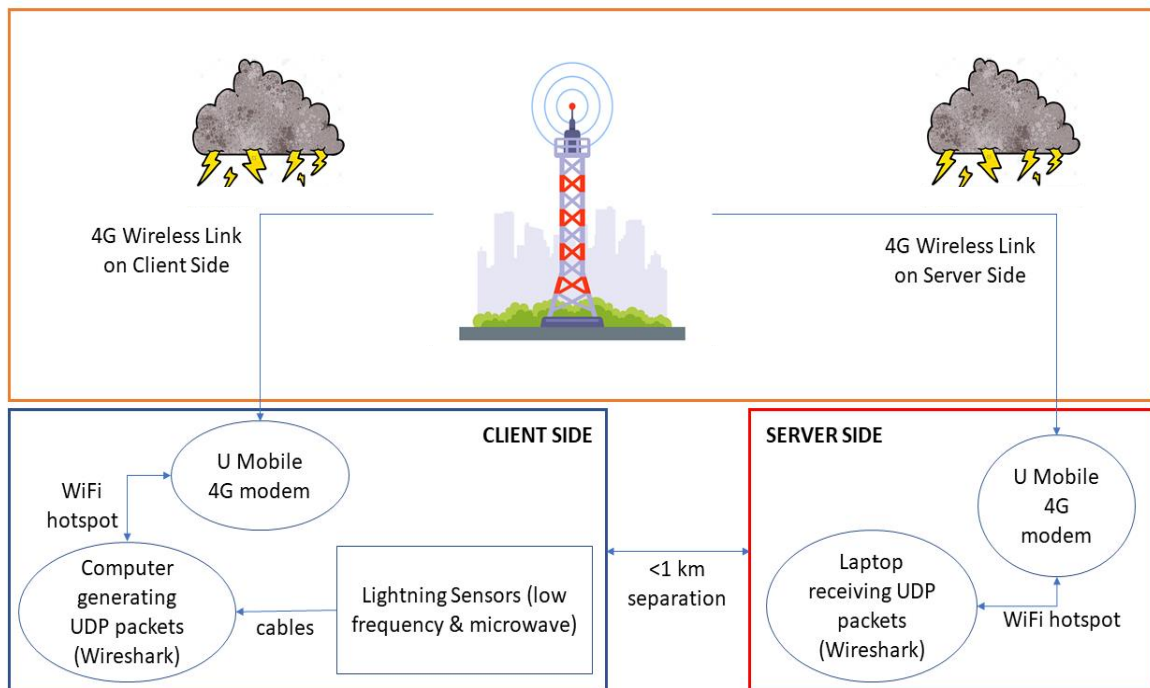 4G Wireless Link
on Client Side
4G Wireless Link
on Server Side
CLIENT SIDE
U Mobile
4G modem
WiFi
hotspot
Computer
generating
UDP packets
(Wireshark)
cables
Lightning Sensors (low
frequency & microwave)
<1 km
separation
SERVER SIDE
U Mobile
4G
modem
Laptop
receiving UDP
packets
(Wireshark)
WiFi hotspot